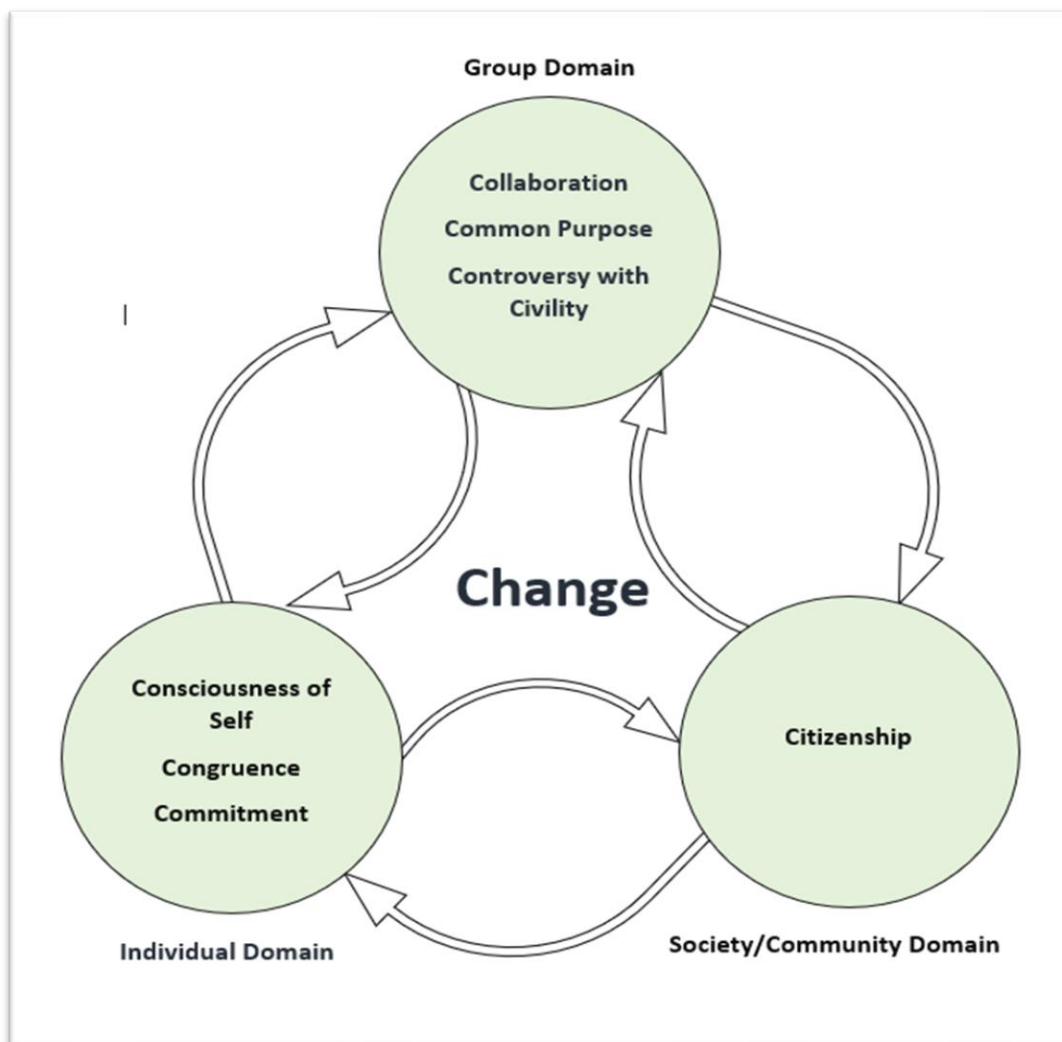 Group Domain
Collaboration
Common Purpose
Controversy with
Civility
Change
Consciousness of
Self
Congruence
Commitment
Citizenship
Individual Domain
Society/Community Domain